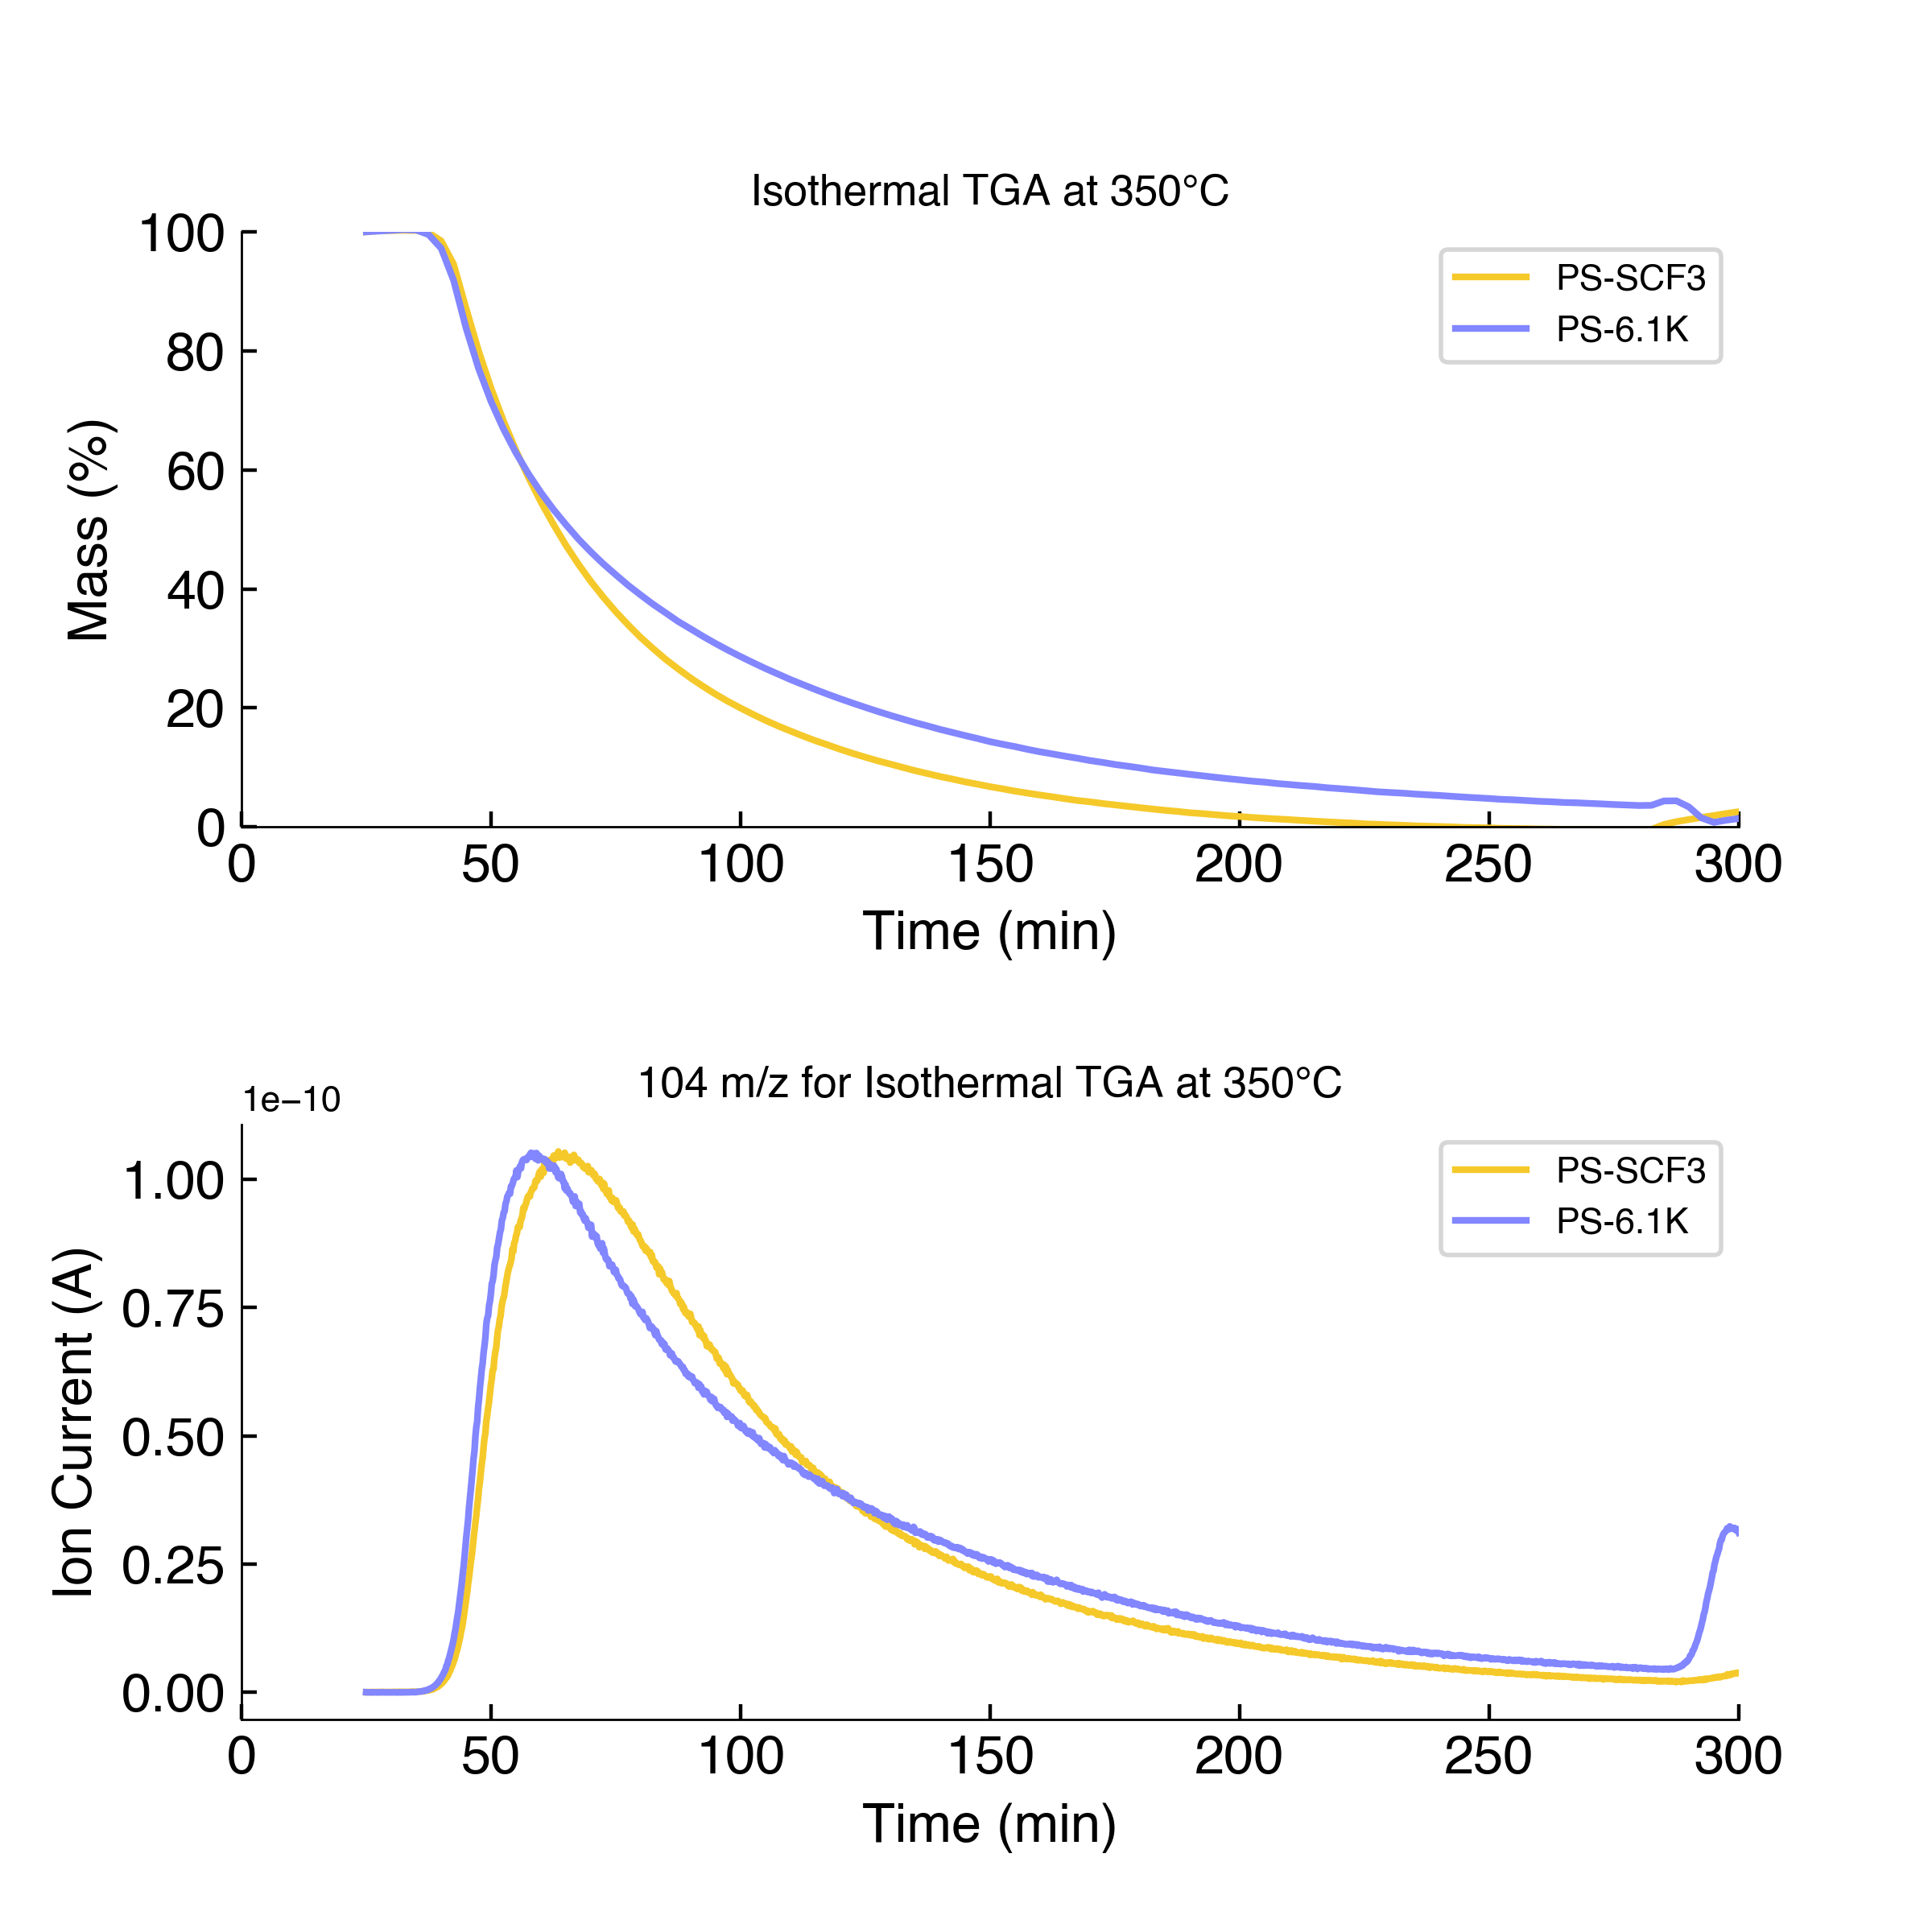 Isothermal TGA at 350°C
PS-SCF3
PS-6.1K
Mass (%)
100
80
60
40
20
0
0 50 100 150 200 250 300
Time (min)
104 m/z for Isothermal TGA at 350°C
1e−10
PS-SCF3
PS-6.1K
Ion Current (A)
1.00
0.75
0.50
0.25
0.00
0 50 100 150 200 250 300
Time (min)